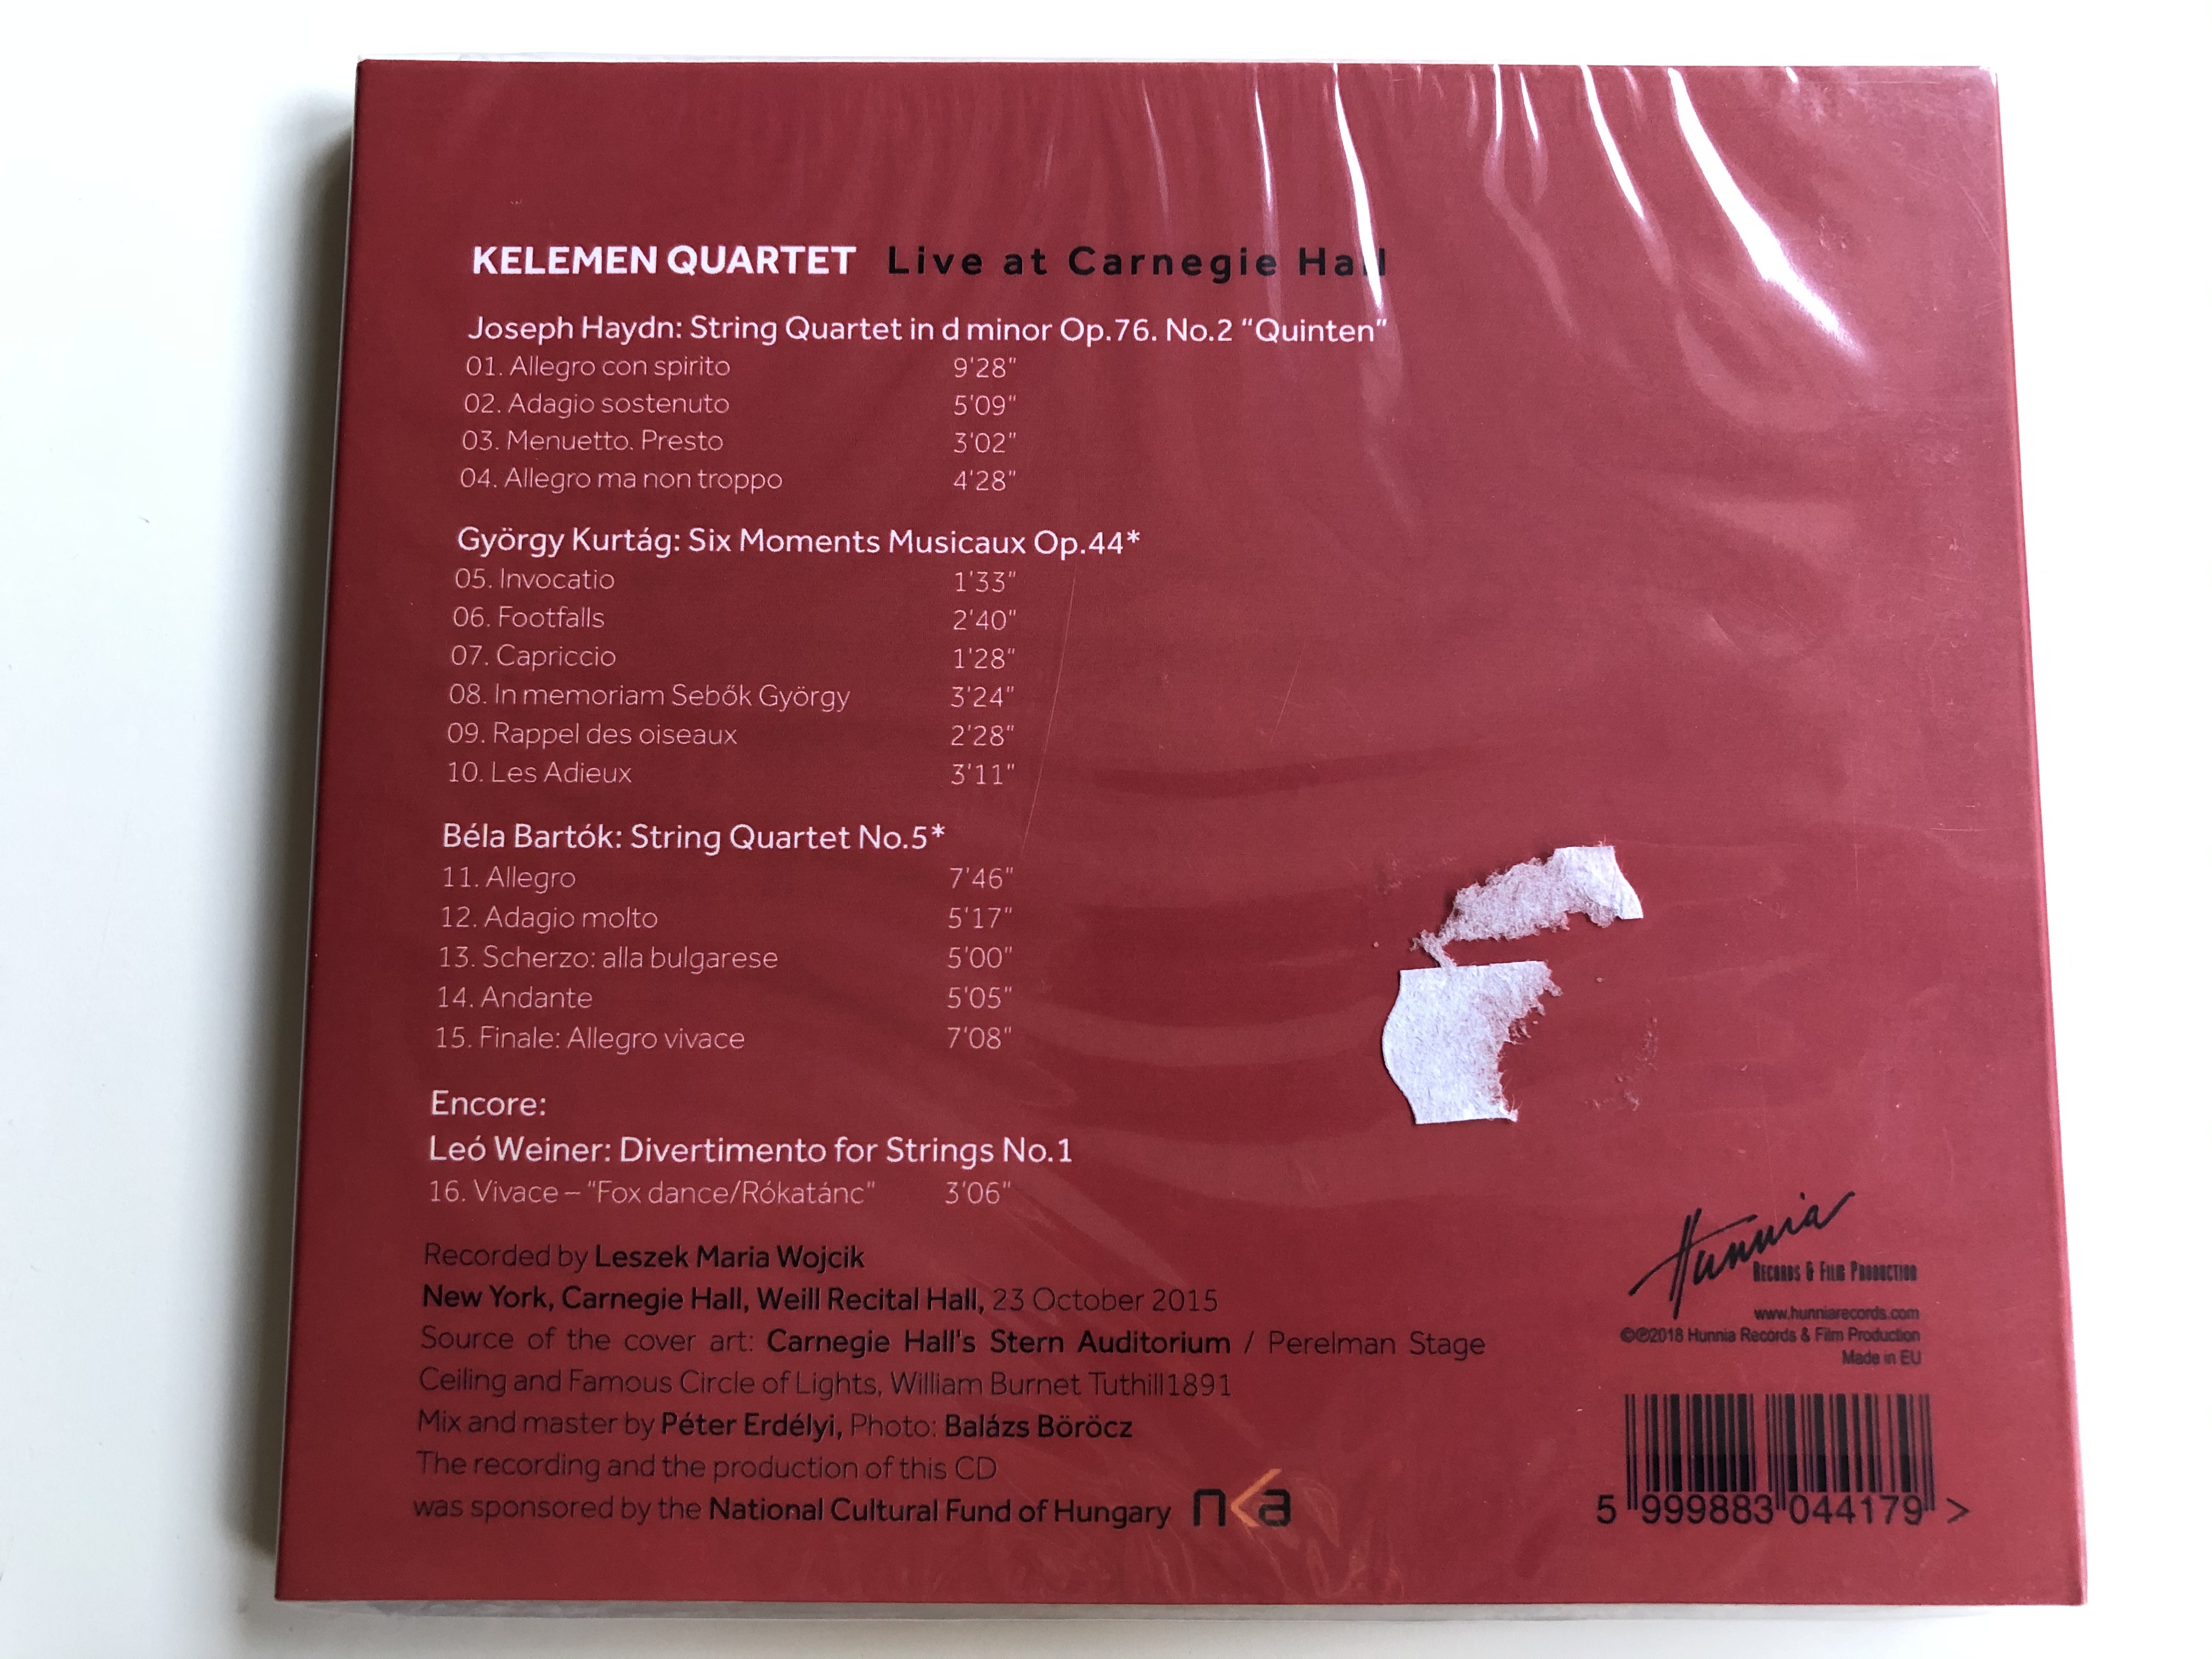 KELEMEN QUARTET Live at Carnegie Hall
Joseph Haydn: String Quartet in d minor Op.76. No.2 "Quinten"
01. Allegro con spirito 9'28"
02. Adagio sostenuto 5'09"
03. Menuetto. Presto 3'02"
04. Allegro ma non troppo 4'28"
György Kurtág: Six Moments Musicaux Op.44*
05. Invocatio 1'33"
06. Footfalls 2'40"
07. Capriccio 1'28"
08. In memoriam Sebők György 3'24"
09. Rappel des oiseaux 2'28"
10. Les Adieux 3'11"
Béla Bartók: String Quartet No.5*
11. Allegro 7'46"
12. Adagio molto 5'17"
13. Scherzo: alla bulgarese 5'00"
14. Andante 5'05"
15. Finale: Allegro vivace 7'08"
Encore:
Leó Weiner: Divertimento for Strings No.1
16. Vivace – "Fox dance/Rókatánc" 3'06"
Recorded by Leszek Maria Wojcik
New York, Carnegie Hall, Weill Recital Hall, 23 October 2015
Source of the cover art: Carnegie Hall's Stern Auditorium / Perelman Stage
Ceiling and Famous Circle of Lights, William Burnet Tuthill1891
Mix and master by Péter Erdélyi, Photo: Balázs Böröcz
The recording and the production of this CD
was sponsored by the National Cultural Fund of Hungary nka
Hunnia
RECORDS & FILM PRODUCTION
www.hunniarecords.com
©℗2018 Hunnia Records & Film Production
Made in EU
5 999883 044179 >